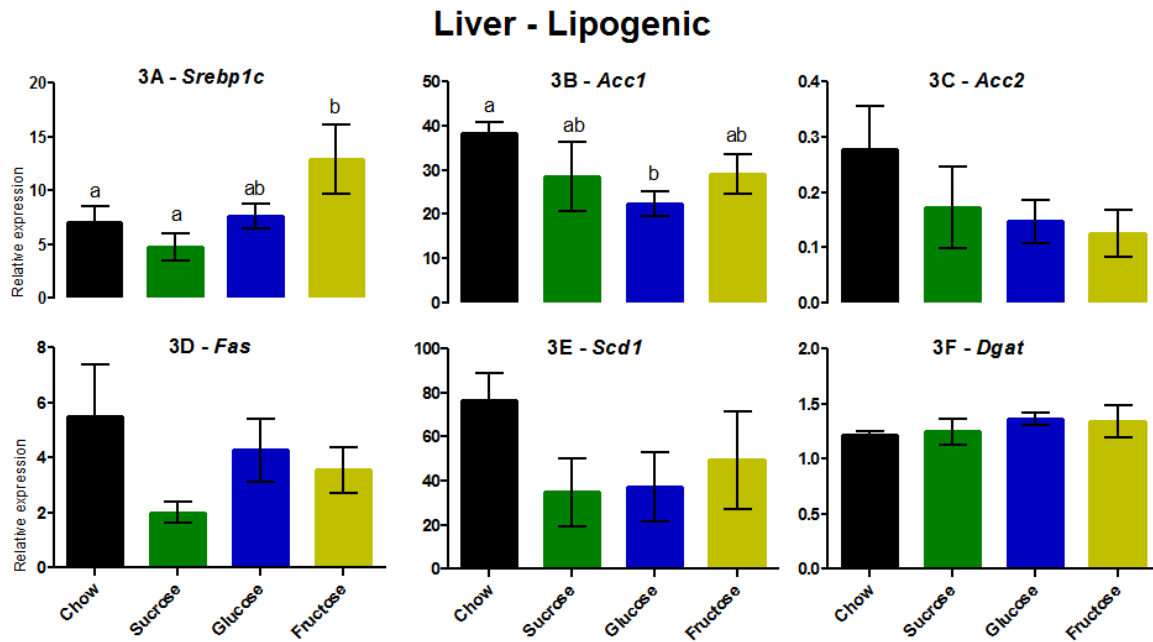 Liver - Lipogenic
3A - Srebp1c
20
15
10
5
0
Relative expression
a
a
ab
b
3B - Acc1
50
40
30
20
10
0
a
ab
b
ab
3C - Acc2
0.4
0.3
0.2
0.1
0.0
3D - Fas
8
6
4
2
0
Relative expression
Chow
Sucrose
Glucose
Fructose
3E - Scd1
100
80
60
40
20
0
Chow
Sucrose
Glucose
Fructose
3F - Dgat
2.0
1.5
1.0
0.5
0.0
Chow
Sucrose
Glucose
Fructose